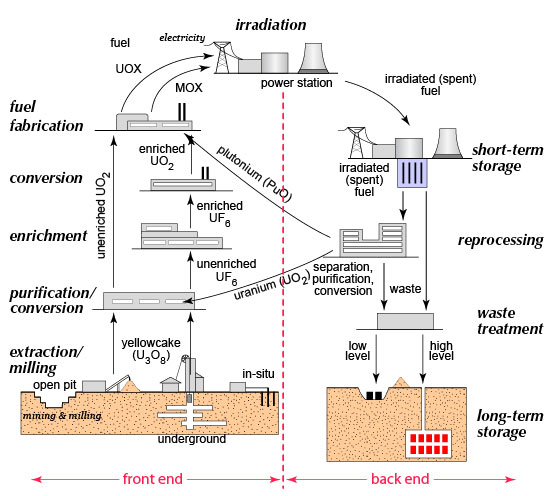 irradiation
electricity
fuel
UOX
MOX
power station
irradiated (spent)
fuel
fuel
fabrication
enriched
UO2
plutonium (PuO)
irradiated
(spent)
fuel
short-term
storage
conversion
unenriched UO2
enriched
UF6
enrichment
reprocessing
unenriched
UF6
uranium (UO2)
separation,
purification,
conversion
waste
purification/
conversion
waste
treatment
extraction/
milling
yellowcake
(U3O8)
low
level
high
level
open pit
in-situ
mining & milling
underground
long-term
storage
front end
back end